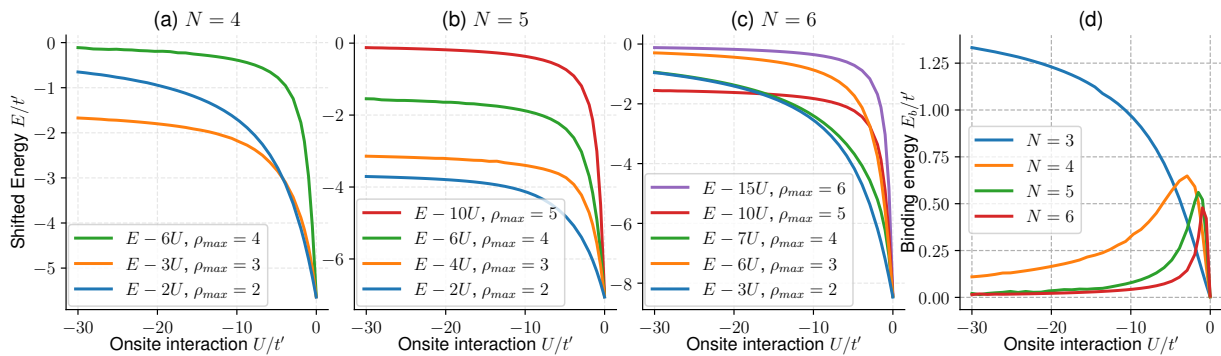 (a) N = 4
Shifted Energy E/t′
0
−1
−2
−3
−4
−5
E − 6U, ρmax = 4
E − 3U, ρmax = 3
E − 2U, ρmax = 2
−30
−20
−10
0
Onsite interaction U/t′
(b) N = 5
0
−2
−4
−6
E − 10U, ρmax = 5
E − 6U, ρmax = 4
E − 4U, ρmax = 3
E − 2U, ρmax = 2
−30
−20
−10
0
Onsite interaction U/t′
(c) N = 6
0
−2
−4
−6
−8
E − 15U, ρmax = 6
E − 10U, ρmax = 5
E − 7U, ρmax = 4
E − 6U, ρmax = 3
E − 3U, ρmax = 2
−30
−20
−10
0
Onsite interaction U/t′
(d)
Binding energy Eb/t′
1.25
1.00
0.75
0.50
0.25
0.00
N = 3
N = 4
N = 5
N = 6
−30
−20
−10
0
Onsite interaction U/t′